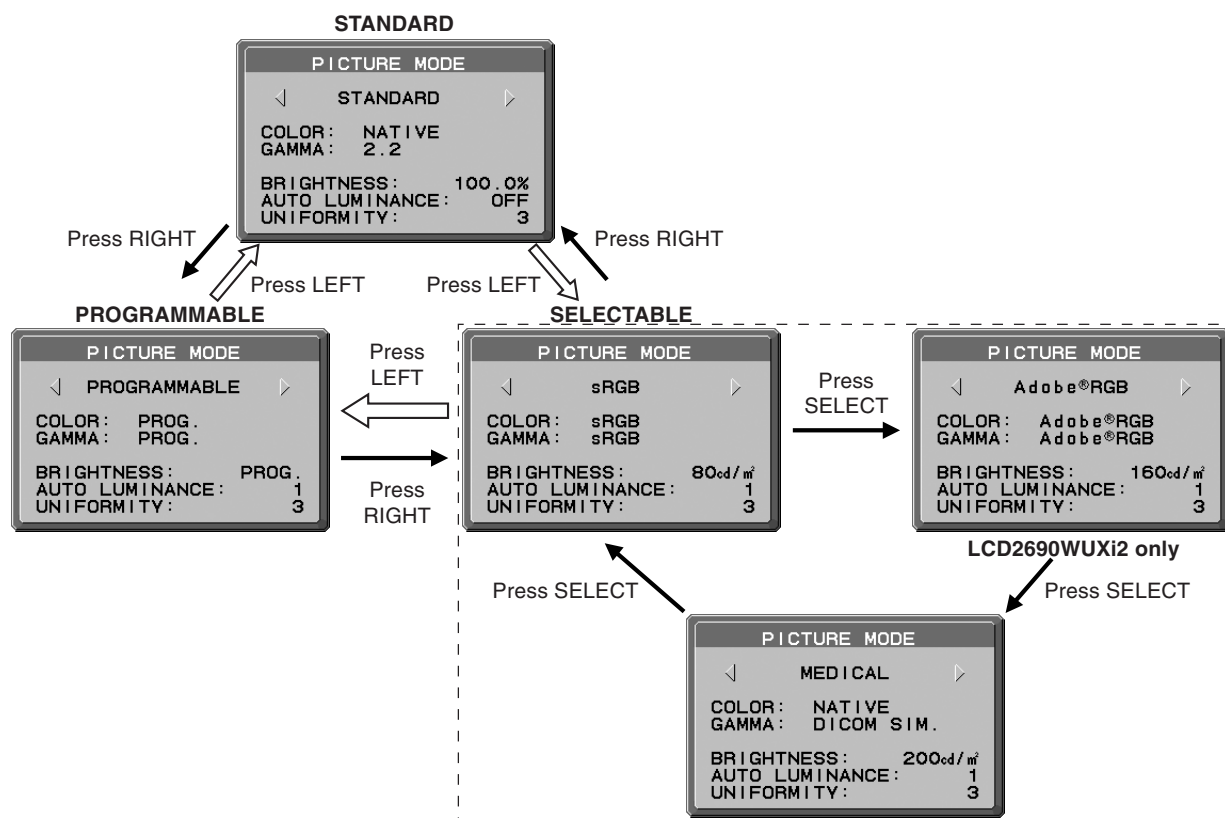 STANDARD
PICTURE MODE
STANDARD
COLOR: NATIVE
GAMMA: 2.2
BRIGHTNESS: 100.0%
AUTO LUMINANCE: OFF
UNIFORMITY: 3
Press RIGHT
Press LEFT
Press LEFT
Press RIGHT
PROGRAMMABLE
PICTURE MODE
PROGRAMMABLE
COLOR: PROG.
GAMMA: PROG.
BRIGHTNESS: PROG.
AUTO LUMINANCE: 1
UNIFORMITY: 3
Press
LEFT
Press
RIGHT
SELECTABLE
PICTURE MODE
sRGB
COLOR: sRGB
GAMMA: sRGB
BRIGHTNESS: 80cd/㎡
AUTO LUMINANCE: 1
UNIFORMITY: 3
Press
SELECT
PICTURE MODE
Adobe®RGB
COLOR: Adobe®RGB
GAMMA: Adobe®RGB
BRIGHTNESS: 160cd/㎡
AUTO LUMINANCE: 1
UNIFORMITY: 3
LCD2690WUXi2 only
Press SELECT
Press SELECT
PICTURE MODE
MEDICAL
COLOR: NATIVE
GAMMA: DICOM SIM.
BRIGHTNESS: 200cd/㎡
AUTO LUMINANCE: 1
UNIFORMITY: 3